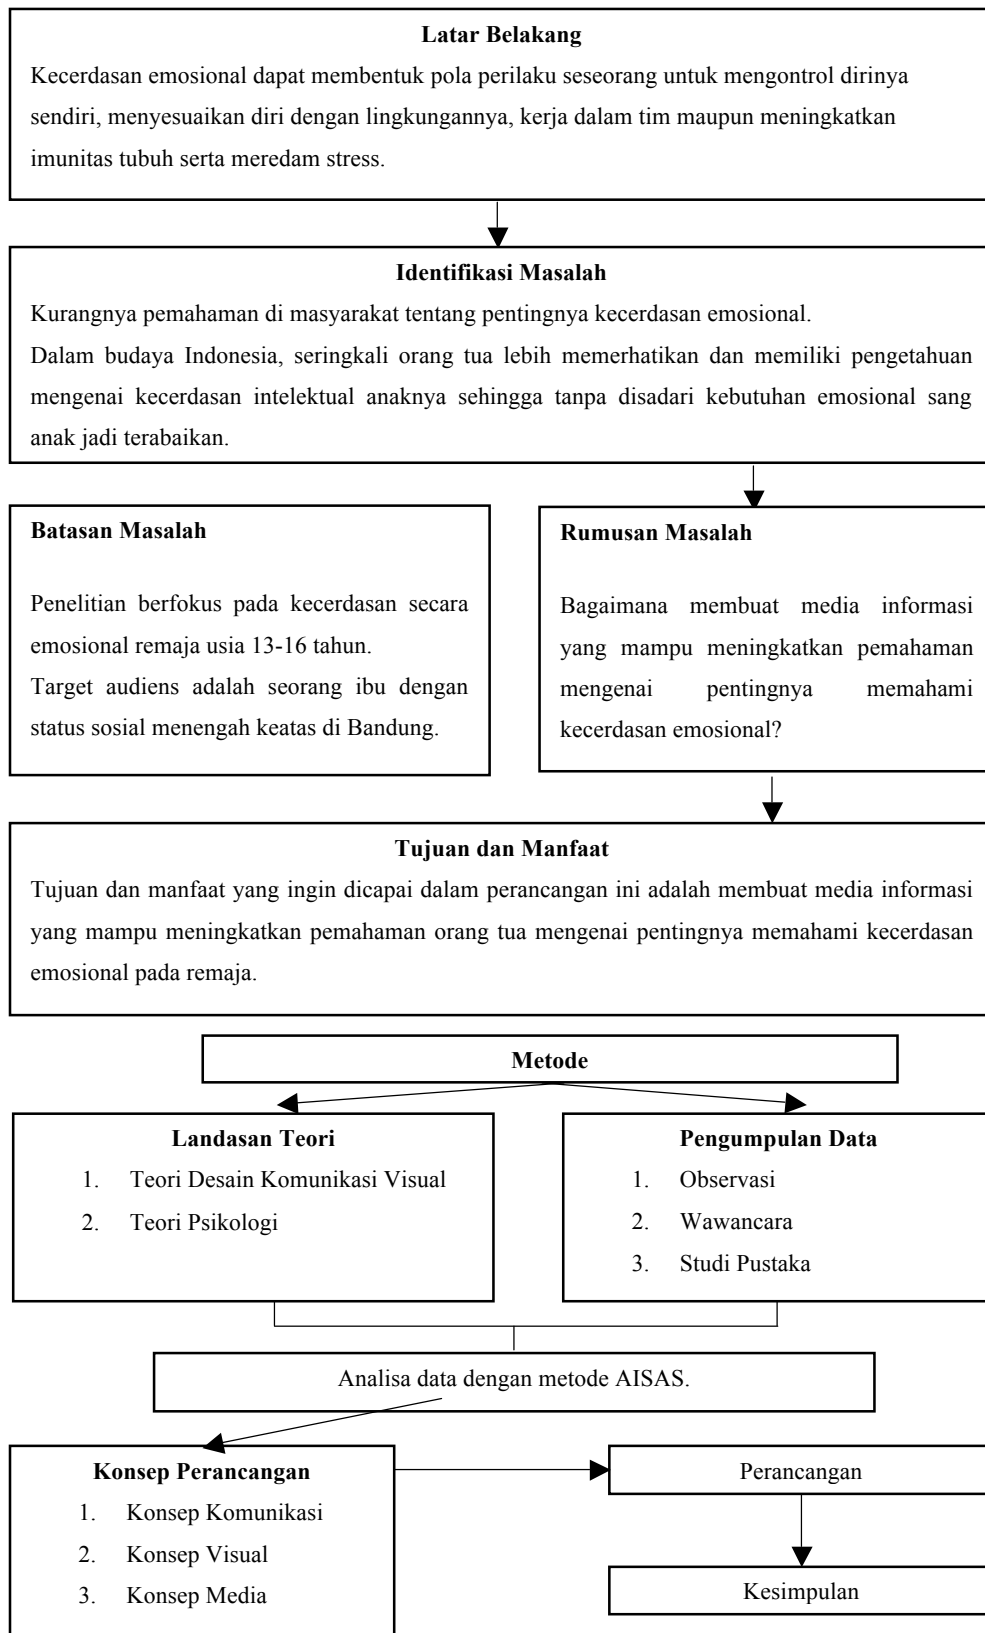 Latar Belakang
Kecerdasan emosional dapat membentuk pola perilaku seseorang untuk mengontrol dirinya
sendiri, menyesuaikan diri dengan lingkungannya, kerja dalam tim maupun meningkatkan
imunitas tubuh serta meredam stress.
Identifikasi Masalah
Kurangnya pemahaman di masyarakat tentang pentingnya kecerdasan emosional.
Dalam budaya Indonesia, seringkali orang tua lebih memerhatikan dan memiliki pengetahuan
mengenai kecerdasan intelektual anaknya sehingga tanpa disadari kebutuhan emosional sang
anak jadi terabaikan.
Batasan Masalah
Penelitian berfokus pada kecerdasan secara
emosional remaja usia 13-16 tahun.
Target audiens adalah seorang ibu dengan
status sosial menengah keatas di Bandung.
Rumusan Masalah
Bagaimana membuat media informasi
yang mampu meningkatkan pemahaman
mengenai pentingnya memahami
kecerdasan emosional?
Tujuan dan Manfaat
Tujuan dan manfaat yang ingin dicapai dalam perancangan ini adalah membuat media informasi
yang mampu meningkatkan pemahaman orang tua mengenai pentingnya memahami kecerdasan
emosional pada remaja.
Metode
Landasan Teori
1. Teori Desain Komunikasi Visual
2. Teori Psikologi
Pengumpulan Data
1. Observasi
2. Wawancara
3. Studi Pustaka
Analisa data dengan metode AISAS.
Konsep Perancangan
1. Konsep Komunikasi
2. Konsep Visual
3. Konsep Media
Perancangan
Kesimpulan